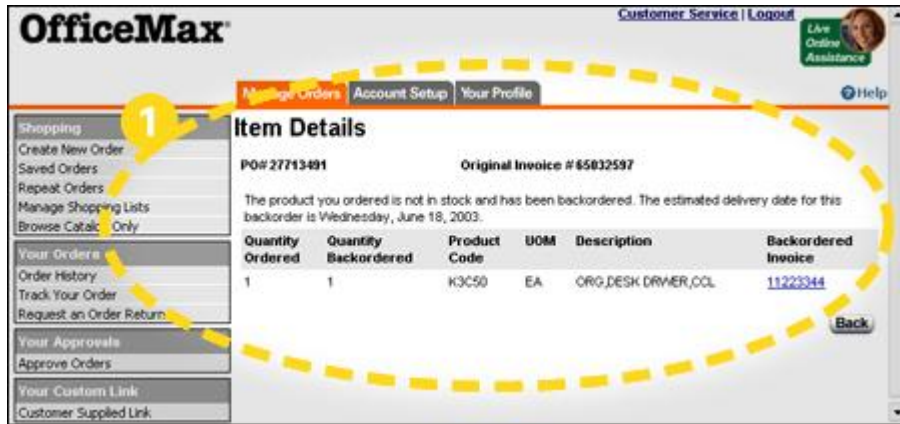 OfficeMax
Customer Service | Logout
Live
Online
Assistance
Manage Orders
Account Setup
Your Profile
Help
1
Shopping
Create New Order
Saved Orders
Repeat Orders
Manage Shopping Lists
Browse Catalog Only
Your Orders
Order History
Track Your Order
Request an Order Return
Your Approvals
Approve Orders
Your Custom Link
Customer Supplied Link
Item Details
PO# 27713491 Original Invoice # 65032597
The product you ordered is not in stock and has been backordered. The estimated delivery date for this
backorder is Wednesday, June 18, 2003.
Quantity Ordered Quantity Backordered Product Code UOM Description Backordered Invoice
1 1 K3C50 EA ORG,DESK DRWER,CCL 11223344
Back